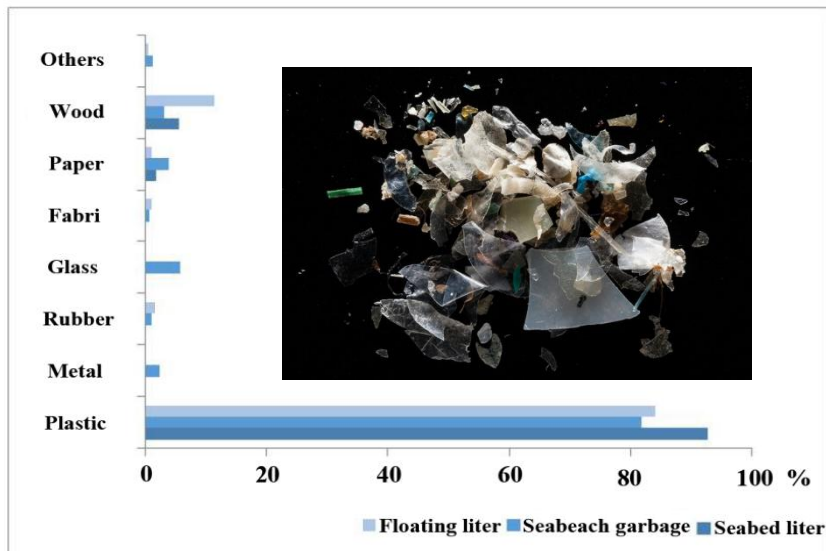 Others
Wood
Paper
Fabri
Glass
Rubber
Metal
Plastic
0 20 40 60 80 100 %
Floating liter Seabeach garbage Seabed liter